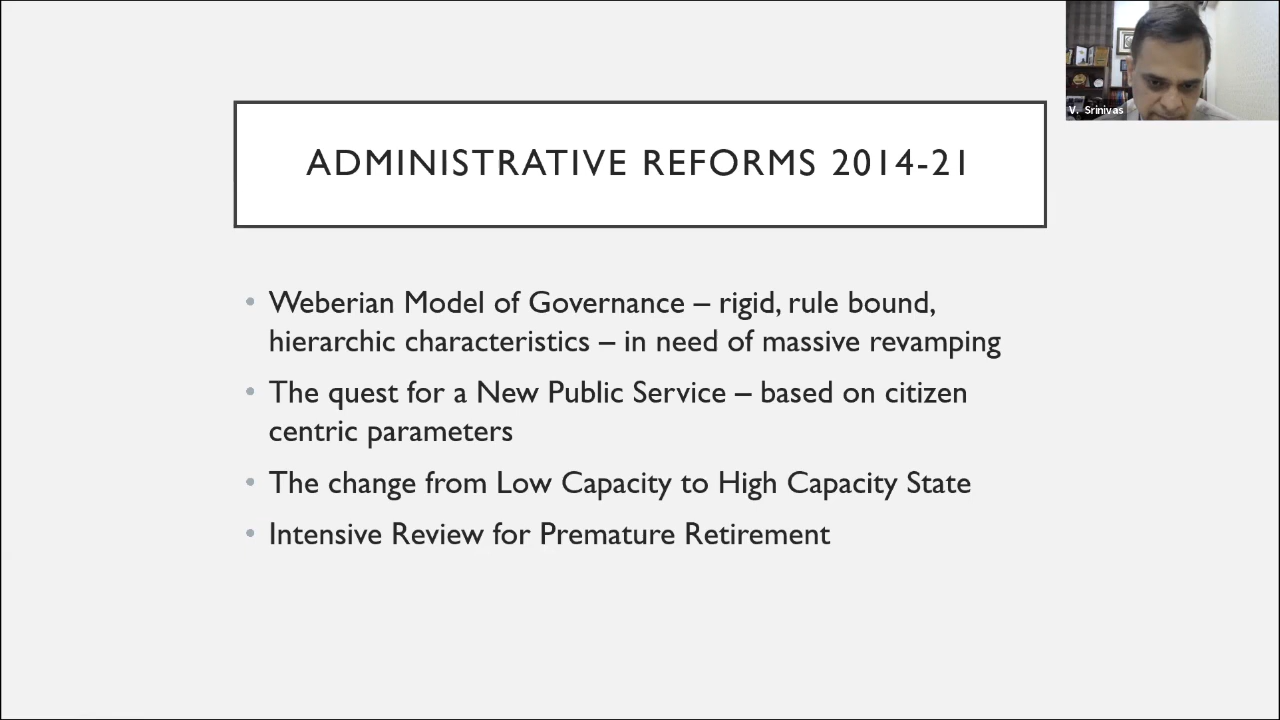 V. Srinivas
ADMINISTRATIVE REFORMS 2014-21
• Weberian Model of Governance – rigid, rule bound,
hierarchic characteristics – in need of massive revamping
• The quest for a New Public Service – based on citizen
centric parameters
• The change from Low Capacity to High Capacity State
• Intensive Review for Premature Retirement